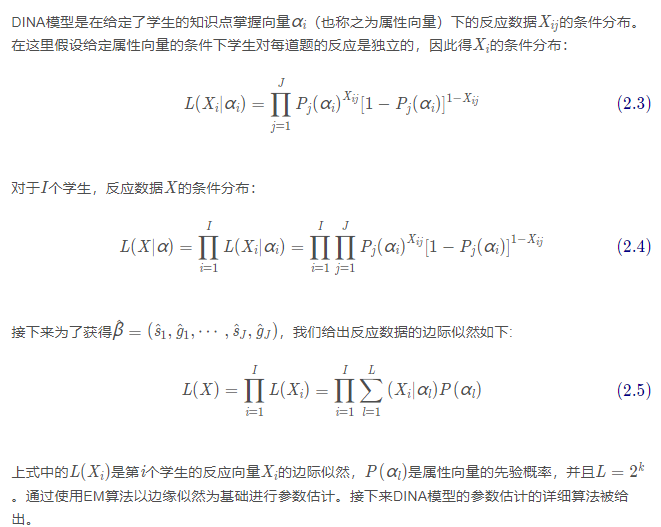 DINA模型是在给定了学生的知识点掌握向量αᵢ（也称之为属性向量）下的反应数据Xᵢⱼ的条件分布。
在这里假设给定属性向量的条件下学生对每道题的反应是独立的，因此得Xᵢ的条件分布：
L(Xᵢ|αᵢ) = ∏_{j=1}^{J} Pⱼ(αᵢ)^{Xᵢⱼ}[1 − Pⱼ(αᵢ)]^{1−Xᵢⱼ} (2.3)
对于I个学生，反应数据X的条件分布：
L(X|α) = ∏_{i=1}^{I} L(Xᵢ|αᵢ) = ∏_{i=1}^{I} ∏_{j=1}^{J} Pⱼ(αᵢ)^{Xᵢⱼ}[1 − Pⱼ(αᵢ)]^{1−Xᵢⱼ} (2.4)
接下来为了获得β̂ = (ŝ₁, ĝ₁, ⋯ , ŝ_J, ĝ_J)，我们给出反应数据的边际似然如下:
L(X) = ∏_{i=1}^{I} L(Xᵢ) = ∏_{i=1}^{I} ∑_{l=1}^{L} (Xᵢ|α_l)P(α_l) (2.5)
上式中的L(Xᵢ)是第i个学生的反应向量Xᵢ的边际似然，P(α_l)是属性向量的先验概率，并且L = 2^k
。通过使用EM算法以边缘似然为基础进行参数估计。接下来DINA模型的参数估计的详细算法被给
出。